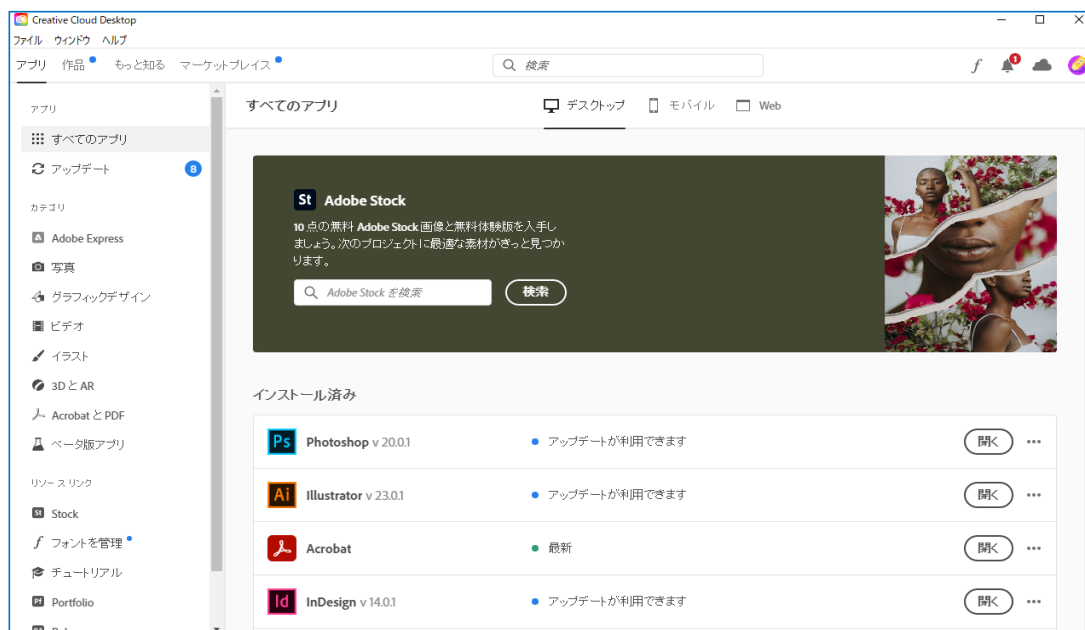 Creative Cloud Desktop
ファイル ウィンドウ ヘルプ
アプリ 作品 もっと知る マーケットプレイス
検索
1
アプリ
すべてのアプリ
アップデート 8
カテゴリ
Adobe Express
写真
グラフィックデザイン
ビデオ
イラスト
3D と AR
Acrobat と PDF
ベータ版アプリ
リソース リンク
St Stock
フォントを管理
チュートリアル
Pf Portfolio
すべてのアプリ
デスクトップ モバイル Web
St Adobe Stock
10 点の無料 Adobe Stock 画像と無料体験版を入手し
ましょう。次のプロジェクトに最適な素材がきっと見つか
ります。
Adobe Stock を検索 検索
インストール済み
Ps Photoshop v 20.0.1 アップデートが利用できます 開く
Ai Illustrator v 23.0.1 アップデートが利用できます 開く
Acrobat 最新 開く
Id InDesign v 14.0.1 アップデートが利用できます 開く